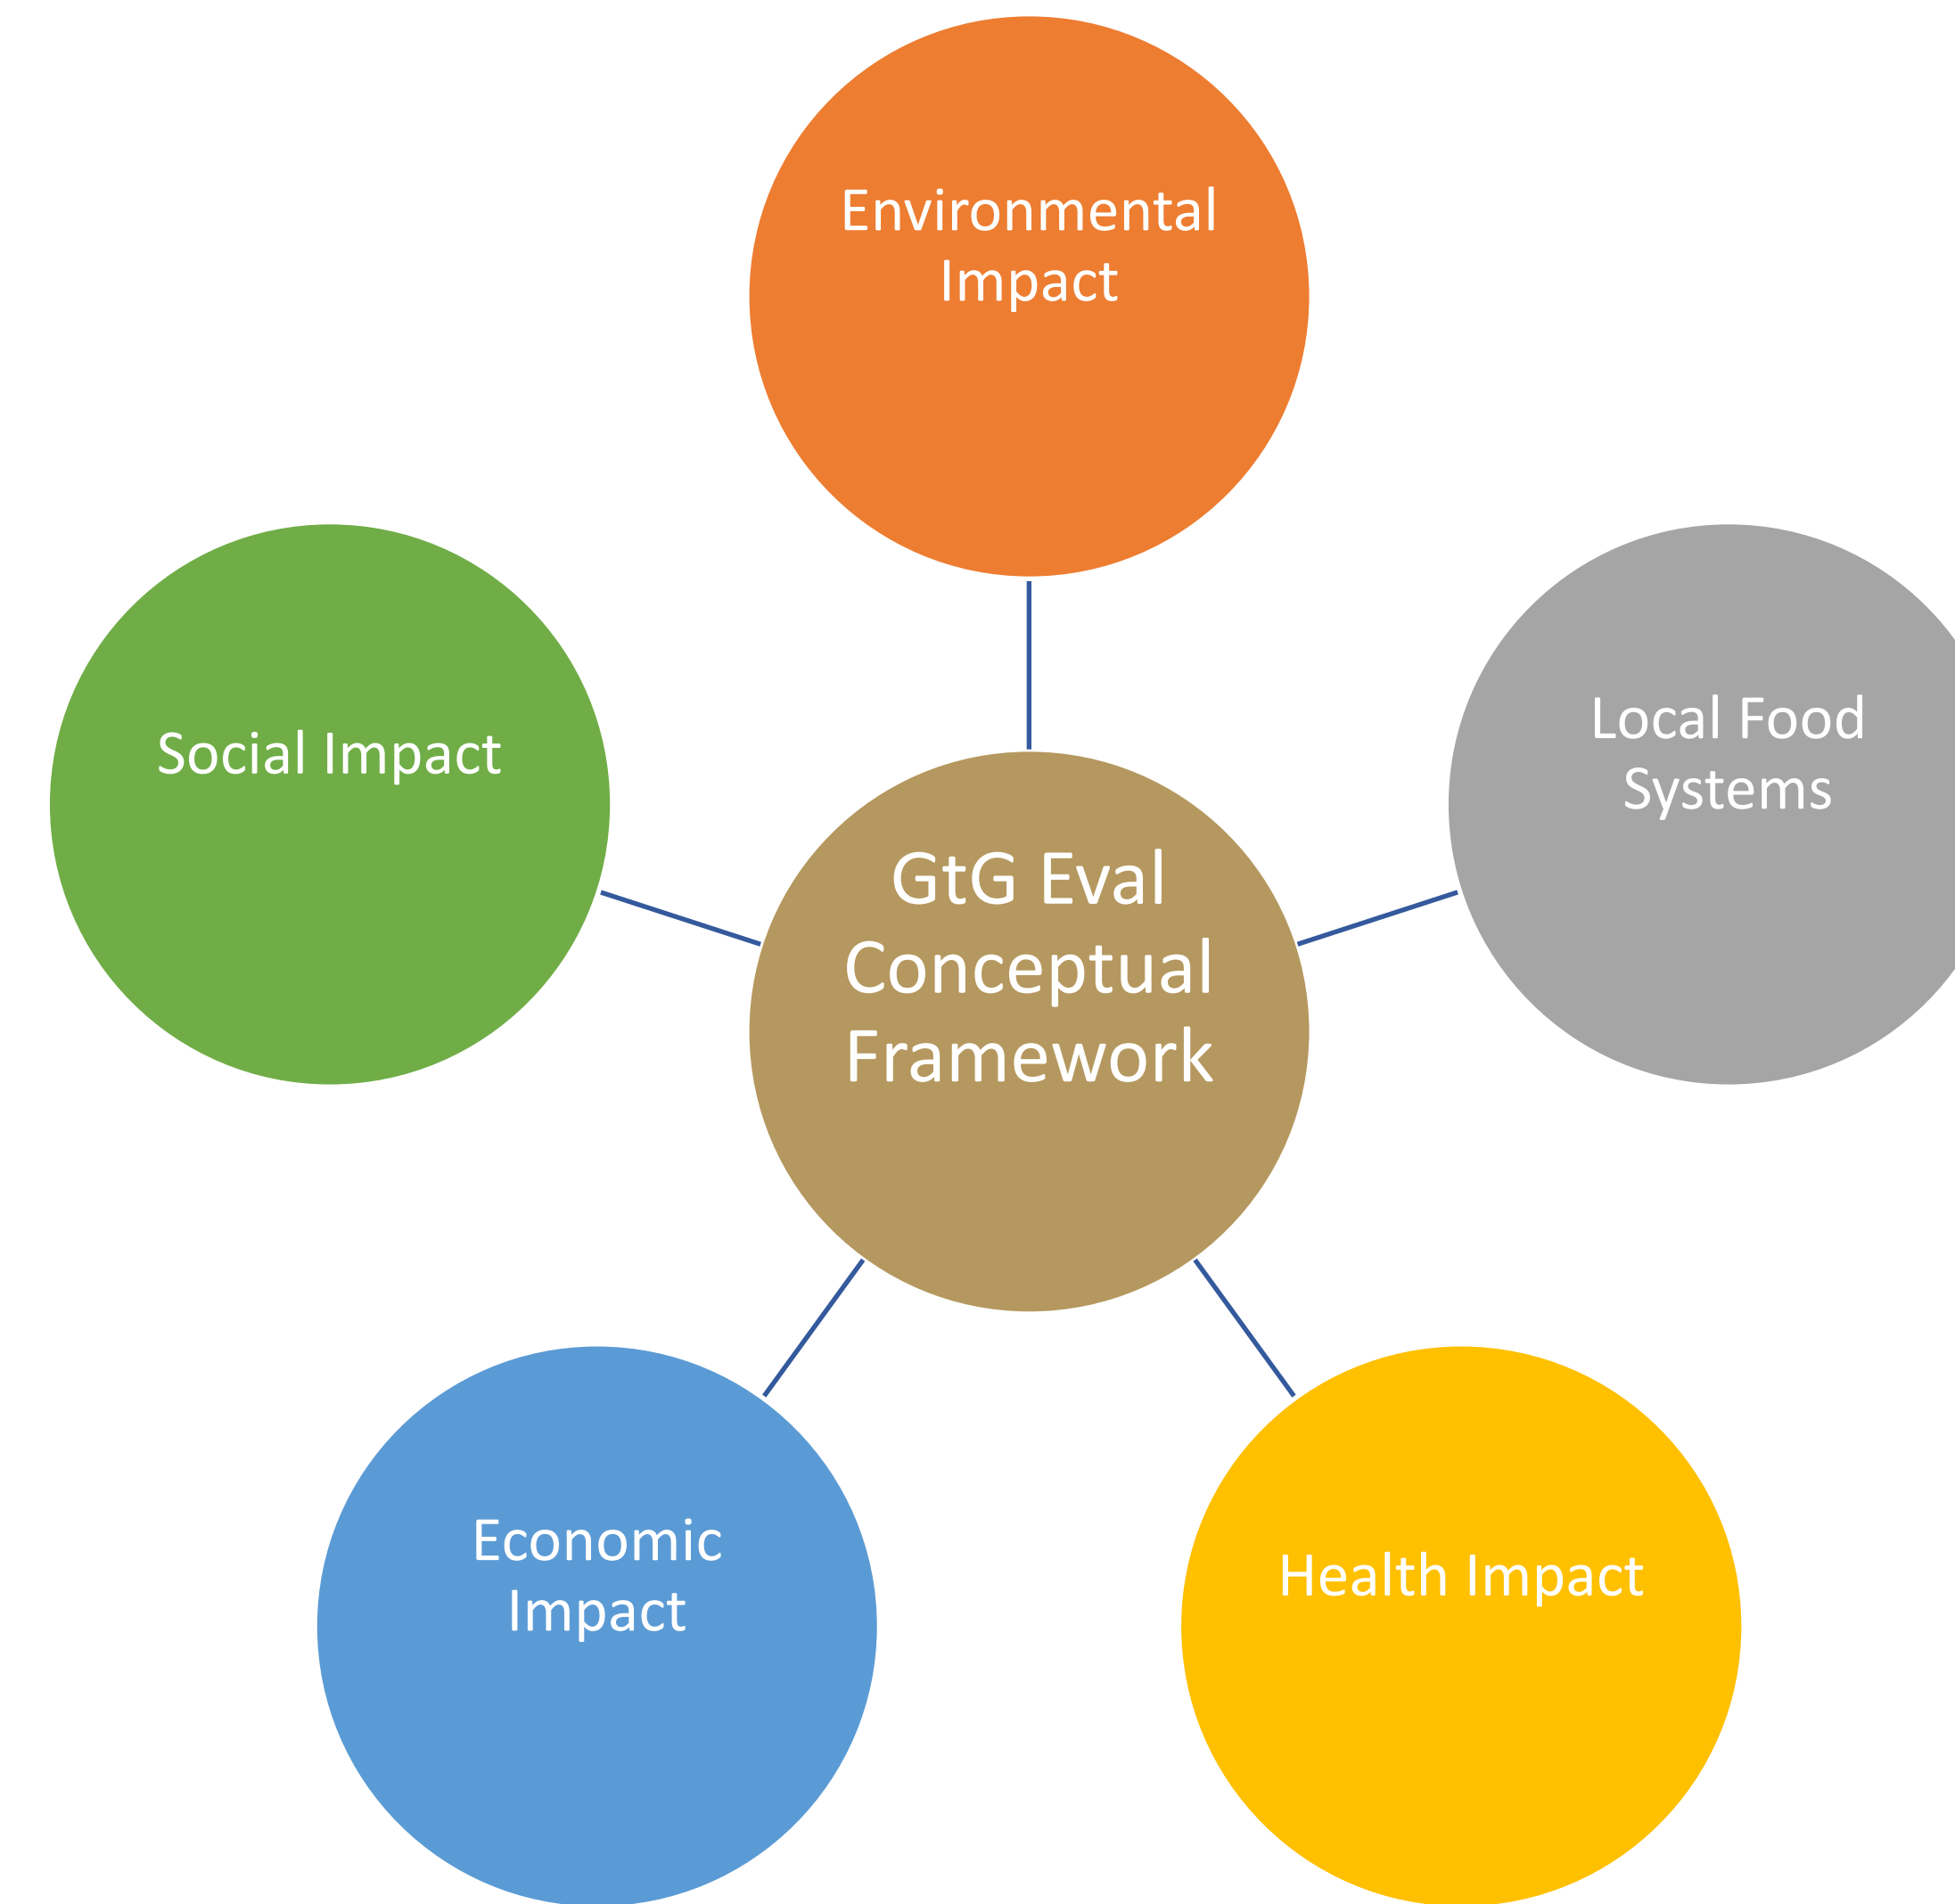 Environmental
Impact
Social Impact
Local Food
Systems
GtG Eval
Conceptual
Framework
Economic
Impact
Health Impact